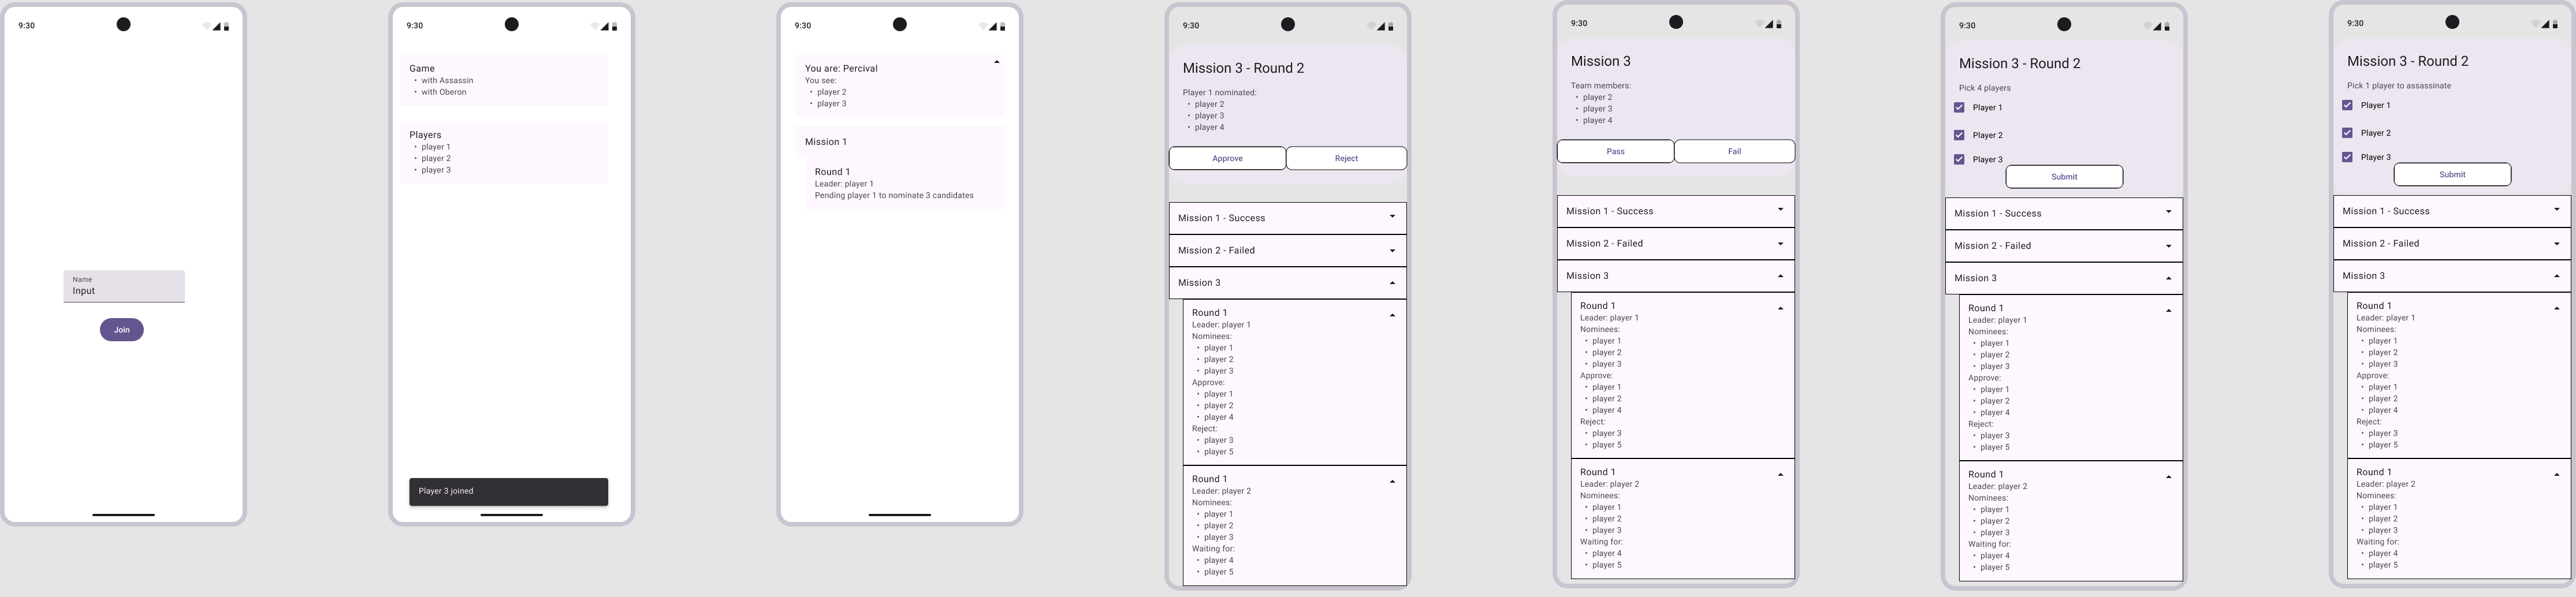 9:30
Name
Input
Join
9:30
Game
• with Assassin
• with Oberon
Players
• player 1
• player 2
• player 3
Player 3 joined
9:30
You are: Percival
You see:
• player 2
• player 3
Mission 1
Round 1
Leader: player 1
Pending player 1 to nominate 3 candidates
9:30
Mission 3 - Round 2
Player 1 nominated:
• player 2
• player 3
• player 4
Approve
Reject
Mission 1 - Success
Mission 2 - Failed
Mission 3
Round 1
Leader: player 1
Nominees:
• player 1
• player 2
• player 3
Approve:
• player 1
• player 2
• player 4
Reject:
• player 3
• player 5
Round 1
Leader: player 2
Nominees:
• player 1
• player 2
• player 3
Waiting for:
• player 4
• player 5
9:30
Mission 3
Team members:
• player 2
• player 3
• player 4
Pass
Fail
Mission 1 - Success
Mission 2 - Failed
Mission 3
Round 1
Leader: player 1
Nominees:
• player 1
• player 2
• player 3
Approve:
• player 1
• player 2
• player 4
Reject:
• player 3
• player 5
Round 1
Leader: player 2
Nominees:
• player 1
• player 2
• player 3
Waiting for:
• player 4
• player 5
9:30
Mission 3 - Round 2
Pick 4 players
Player 1
Player 2
Player 3
Submit
Mission 1 - Success
Mission 2 - Failed
Mission 3
Round 1
Leader: player 1
Nominees:
• player 1
• player 2
• player 3
Approve:
• player 1
• player 2
• player 4
Reject:
• player 3
• player 5
Round 1
Leader: player 2
Nominees:
• player 1
• player 2
• player 3
Waiting for:
• player 4
• player 5
9:30
Mission 3 - Round 2
Pick 1 player to assassinate
Player 1
Player 2
Player 3
Submit
Mission 1 - Success
Mission 2 - Failed
Mission 3
Round 1
Leader: player 1
Nominees:
• player 1
• player 2
• player 3
Approve:
• player 1
• player 2
• player 4
Reject:
• player 3
• player 5
Round 1
Leader: player 2
Nominees:
• player 1
• player 2
• player 3
Waiting for:
• player 4
• player 5